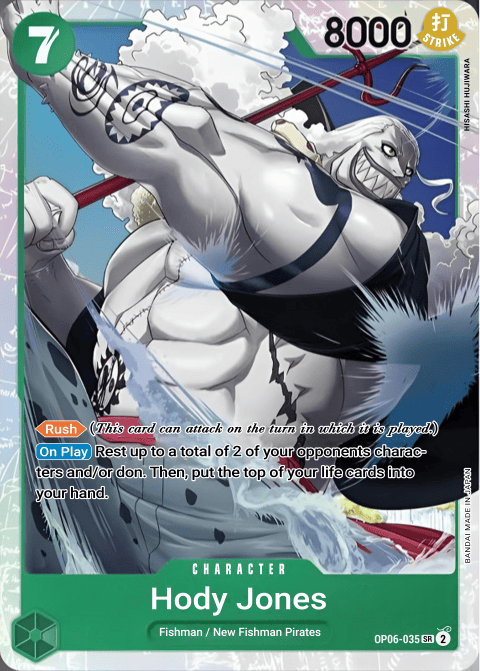 7
8000
打
STRIKE
HISASHI HUJIWARA
Rush (This card can attack on the turn in which it is played.)
On Play Rest up to a total of 2 of your opponents charac-
ters and/or don. Then, put the top of your life cards into
your hand.
BANDAI MADE IN JAPAN
CHARACTER
Hody Jones
Fishman / New Fishman Pirates
OP06-035 SR 2